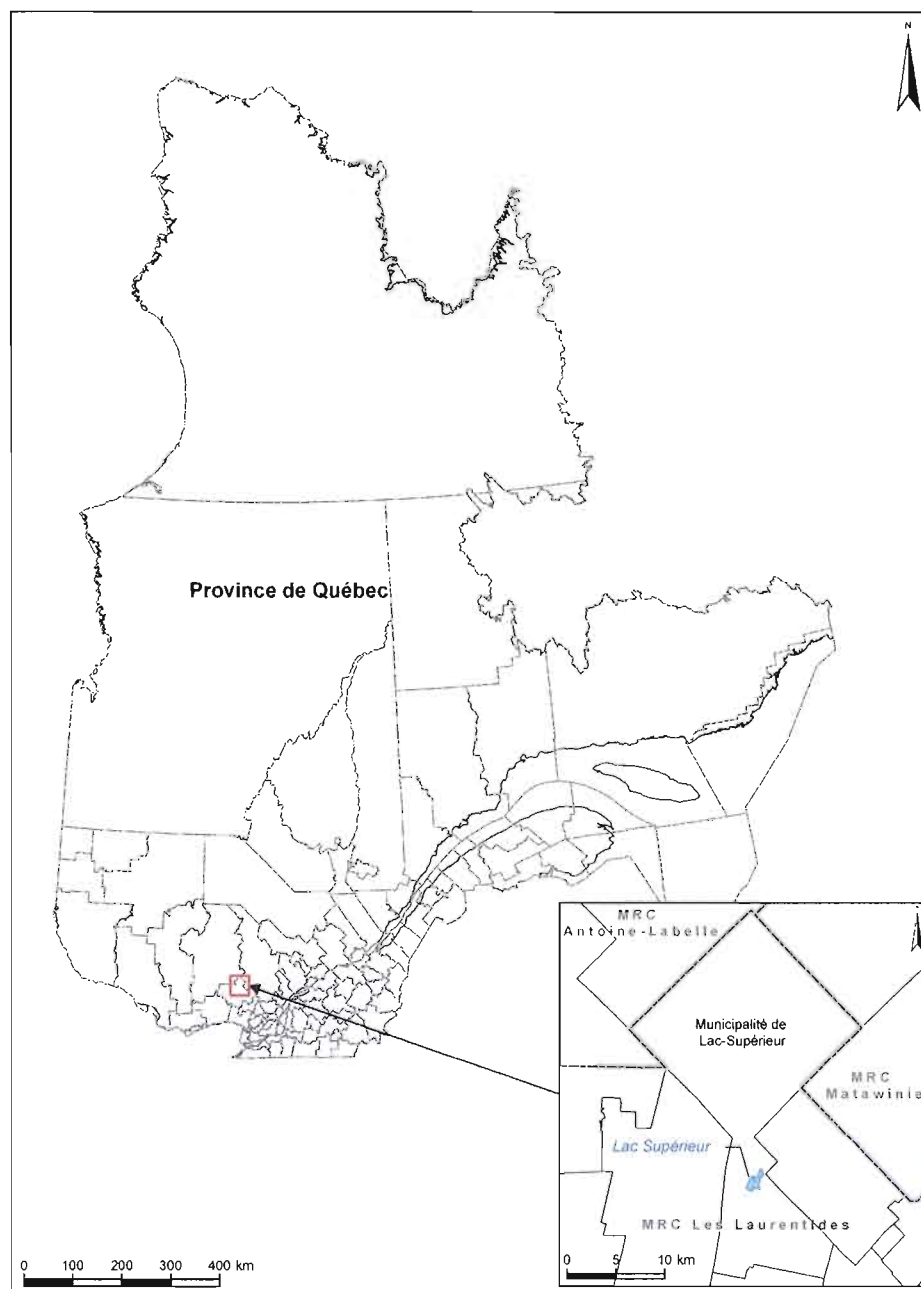 N
Province de Québec
MRC
Antoine-Labelle
Municipalité de
Lac-Supérieur
MRC
Matawinie
Lac Supérieur
MRC Les Laurentides
0 5 10 km
0 100 200 300 400 km